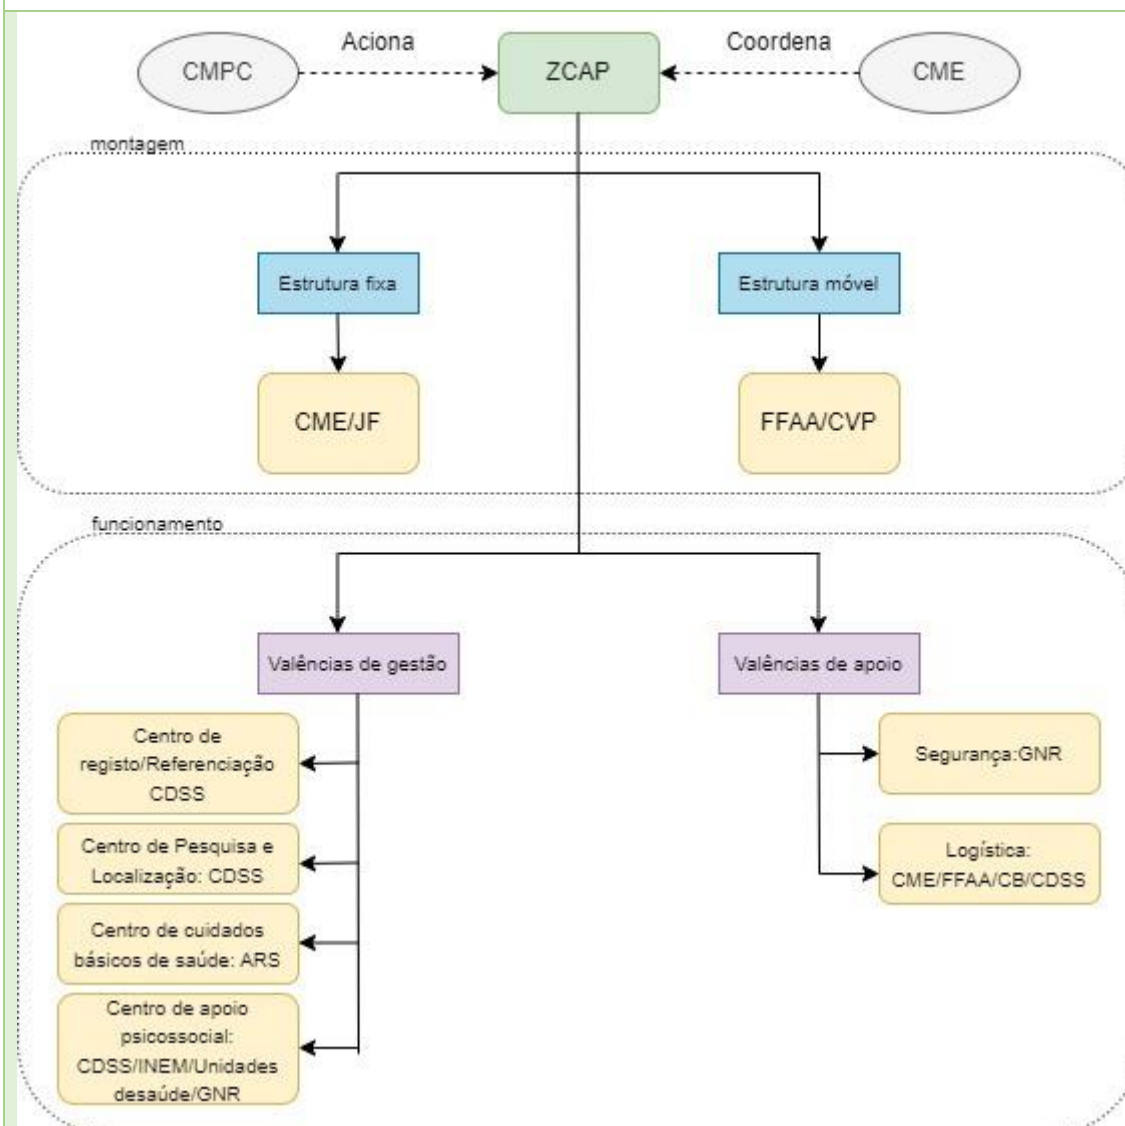 Aciona
Coordena
CMPC
ZCAP
CME
montagem
Estrutura fixa
Estrutura móvel
CME/JF
FFAA/CVP
funcionamento
Valências de gestão
Valências de apoio
Centro de
registo/Referenciação
CDSS
Segurança:GNR
Centro de Pesquisa e
Localização: CDSS
Logística:
CME/FFAA/CB/CDSS
Centro de cuidados
básicos de saúde: ARS
Centro de apoio
psicossocial:
CDSS/INEM/Unidades
desaúde/GNR